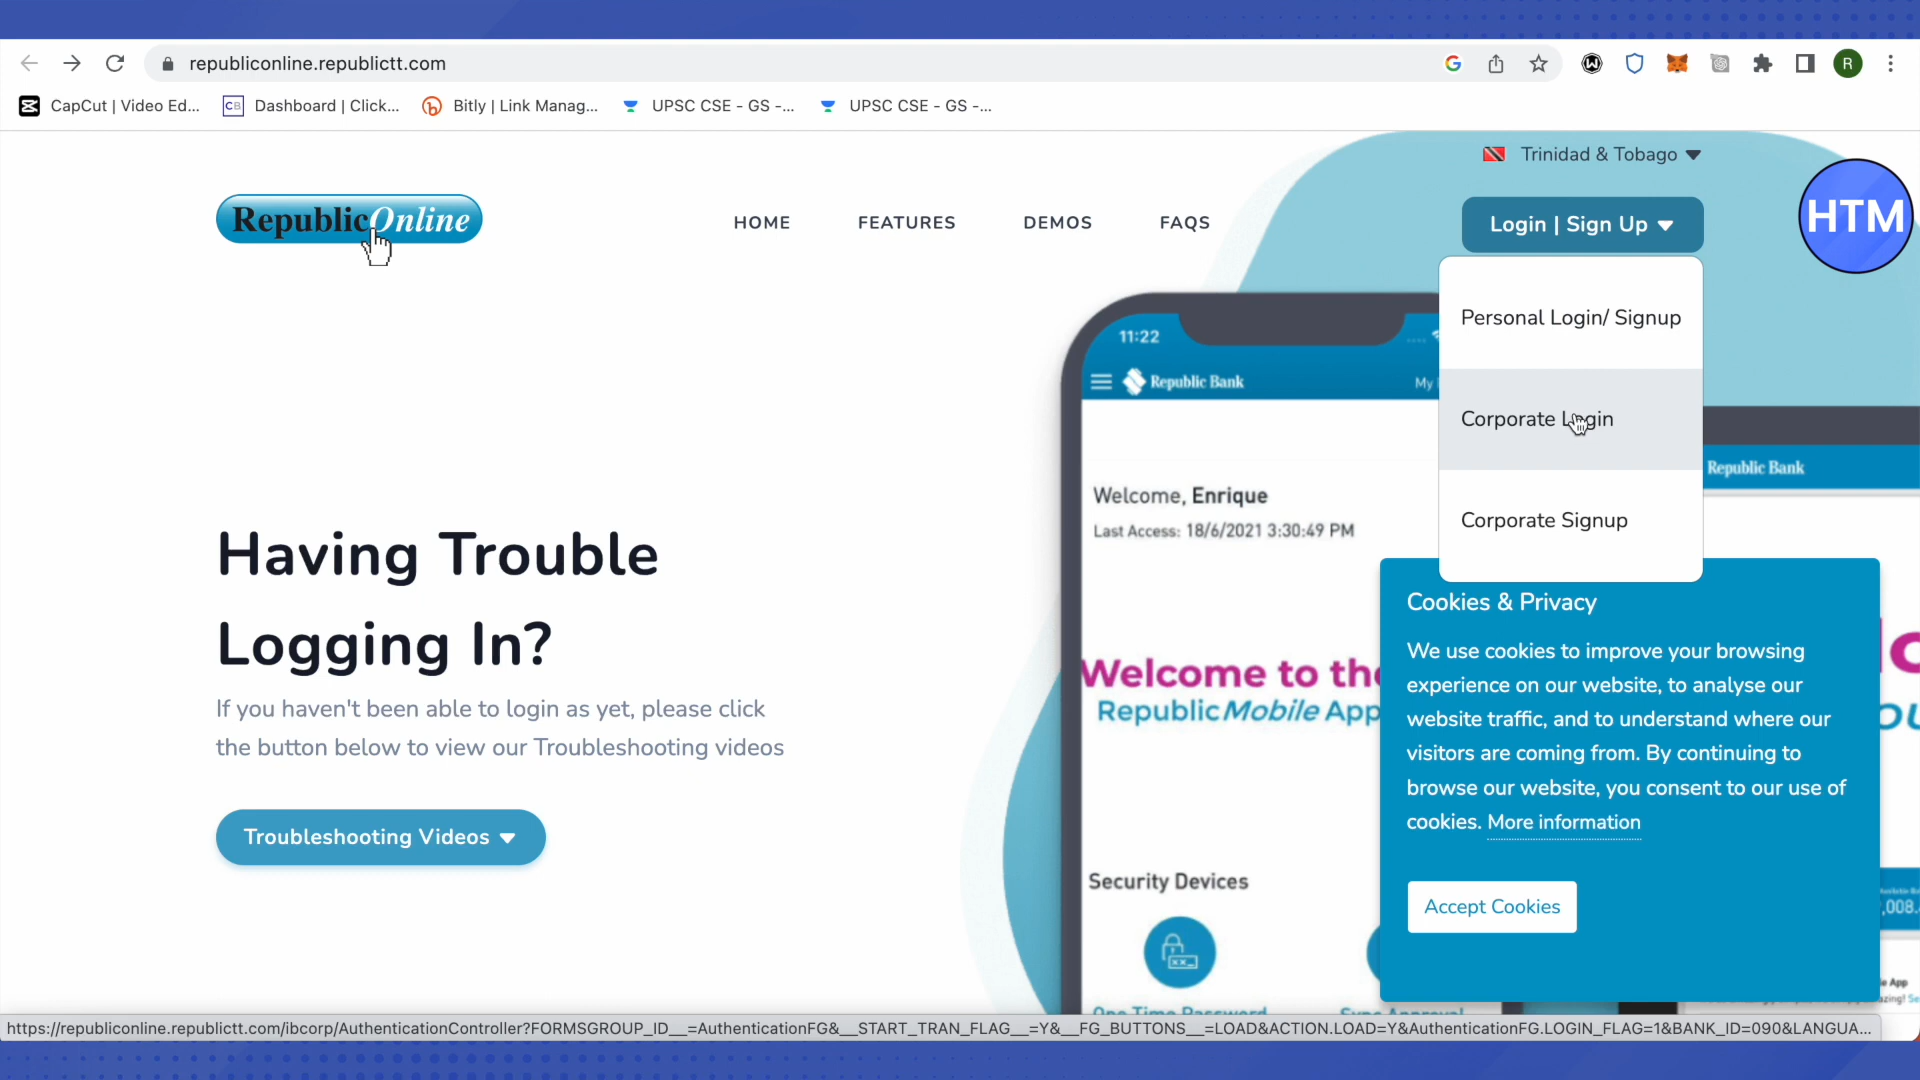 republiconline.republictt.com
R
CapCut | Video Ed...
CB
Dashboard | Click...
Bitly | Link Manag...
UPSC CSE - GS -...
UPSC CSE - GS -...
Trinidad & Tobago
RepublicOnline
HOME
FEATURES
DEMOS
FAQS
Login | Sign Up
HTM
Personal Login/ Signup
Corporate Login
Corporate Signup
11:22
Republic Bank
My
Republic Bank
Welcome, Enrique
Last Access: 18/6/2021 3:30:49 PM
Having Trouble
Logging In?
If you haven't been able to login as yet, please click
the button below to view our Troubleshooting videos
Troubleshooting Videos
Welcome to the
RepublicMobile App
Cookies & Privacy
We use cookies to improve your browsing
experience on our website, to analyse our
website traffic, and to understand where our
visitors are coming from. By continuing to
browse our website, you consent to our use of
cookies. More information
Accept Cookies
Security Devices
One Time Password
Sync Approval
https://republiconline.republictt.com/ibcorp/AuthenticationController?FORMSGROUP_ID__=AuthenticationFG&__START_TRAN_FLAG__=Y&__FG_BUTTONS__=LOAD&ACTION.LOAD=Y&AuthenticationFG.LOGIN_FLAG=1&BANK_ID=090&LANGUA...